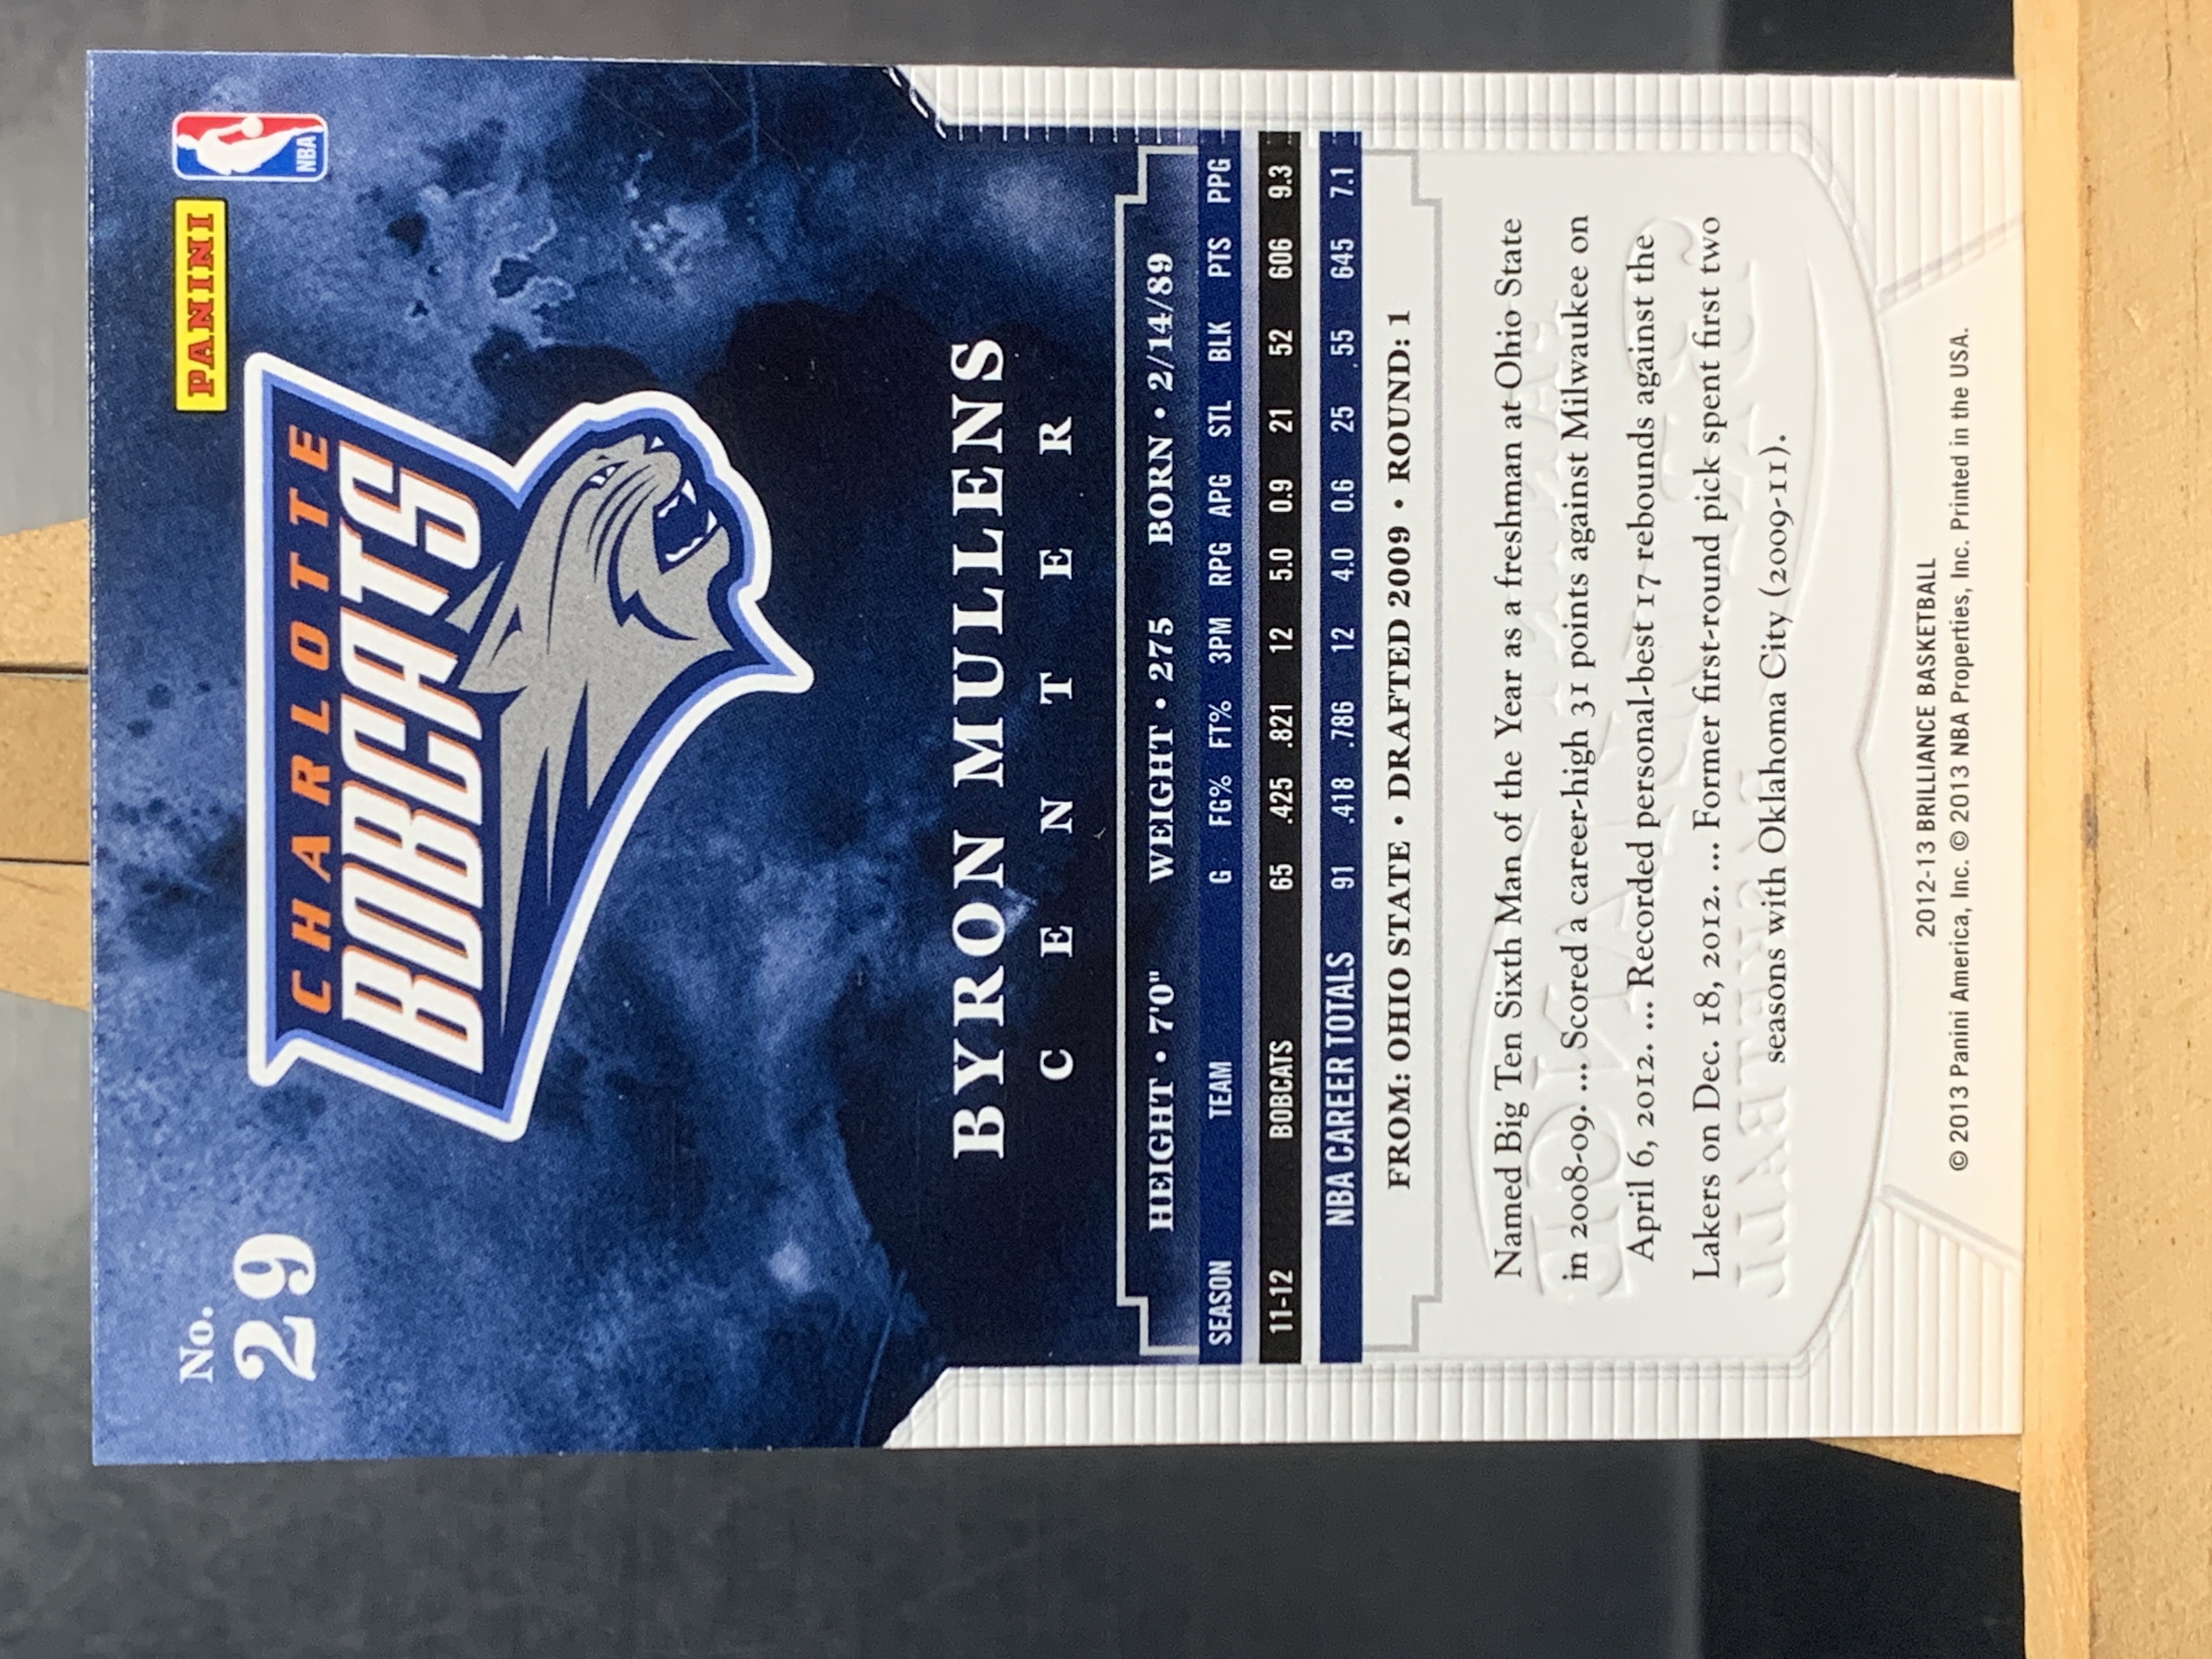 No.
29
PANINI
NBA
CHARLOTTE
BOBCATS
BYRON MULLENS
CENTER
HEIGHT • 7'0" WEIGHT • 275 BORN • 2/14/89
SEASON TEAM G FG% FT% 3PM RPG APG STL BLK PTS PPG
11-12 BOBCATS 65 .425 .821 12 5.0 0.9 21 52 606 9.3
NBA CAREER TOTALS 91 .418 .786 12 4.0 0.6 25 55 645 7.1
FROM: OHIO STATE • DRAFTED 2009 • ROUND: 1
Named Big Ten Sixth Man of the Year as a freshman at Ohio State
in 2008-09. ... Scored a career-high 31 points against Milwaukee on
April 6, 2012. ... Recorded personal-best 17 rebounds against the
Lakers on Dec. 18, 2012. ... Former first-round pick spent first two
seasons with Oklahoma City (2009-11).
2012-13 BRILLIANCE BASKETBALL
© 2013 Panini America, Inc. © 2013 NBA Properties, Inc. Printed in the USA.